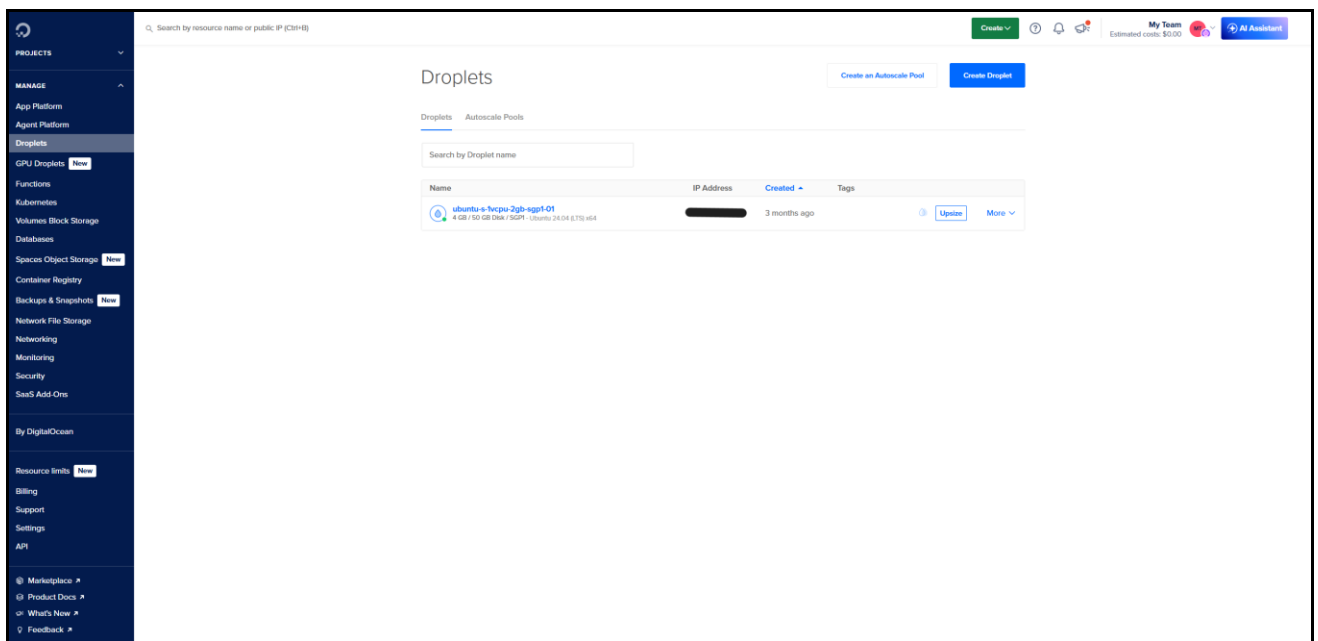 Search by resource name or public IP (Ctrl+B)
Create
My Team
Estimated costs: $0.00
AI Assistant
PROJECTS
MANAGE
App Platform
Agent Platform
Droplets
GPU Droplets New
Functions
Kubernetes
Volumes Block Storage
Databases
Spaces Object Storage New
Container Registry
Backups & Snapshots New
Network File Storage
Networking
Monitoring
Security
SaaS Add-Ons
By DigitalOcean
Resource limits New
Billing
Support
Settings
API
Marketplace
Product Docs
What's New
Feedback
Droplets
Create an Autoscale Pool
Create Droplet
Droplets Autoscale Pools
Search by Droplet name
Name IP Address Created Tags
ubuntu-s-1vcpu-2gb-sgp1-01
4 GB / 50 GB Disk / SGP1 - Ubuntu 24.04 (LTS) x64
3 months ago
Upsize
More